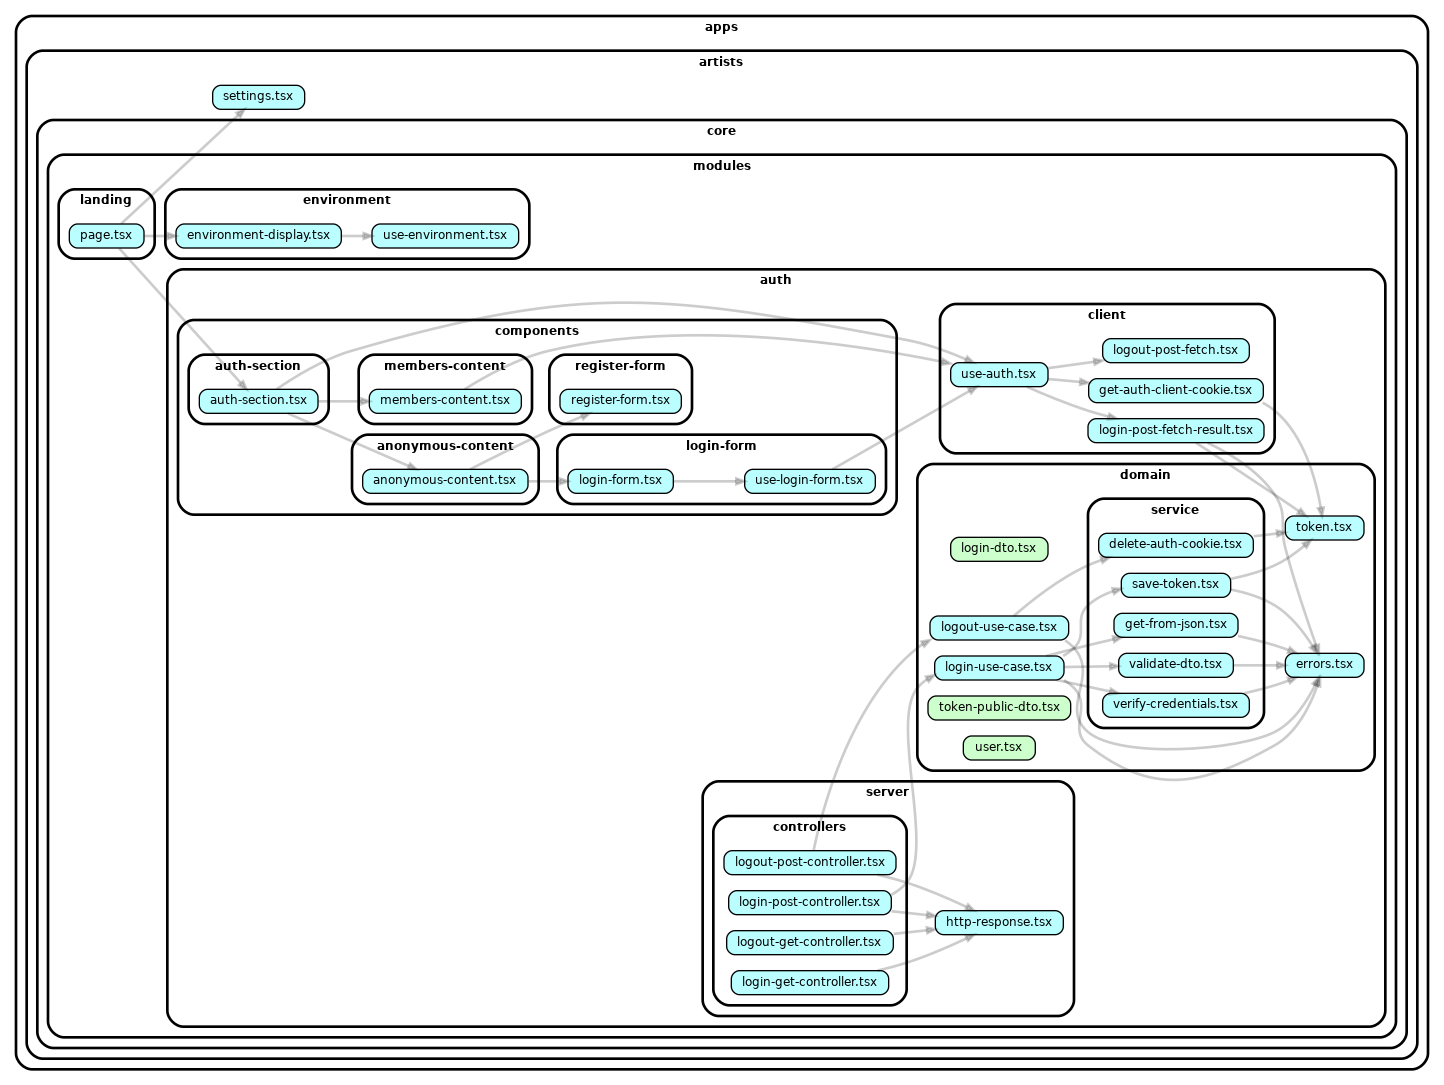 apps
artists
settings.tsx
core
modules
landing
page.tsx
environment
environment-display.tsx
use-environment.tsx
auth
components
auth-section
auth-section.tsx
members-content
members-content.tsx
register-form
register-form.tsx
anonymous-content
anonymous-content.tsx
login-form
login-form.tsx
use-login-form.tsx
client
use-auth.tsx
logout-post-fetch.tsx
get-auth-client-cookie.tsx
login-post-fetch-result.tsx
domain
login-dto.tsx
logout-use-case.tsx
login-use-case.tsx
token-public-dto.tsx
user.tsx
service
delete-auth-cookie.tsx
save-token.tsx
get-from-json.tsx
validate-dto.tsx
verify-credentials.tsx
token.tsx
errors.tsx
server
controllers
logout-post-controller.tsx
login-post-controller.tsx
logout-get-controller.tsx
login-get-controller.tsx
http-response.tsx